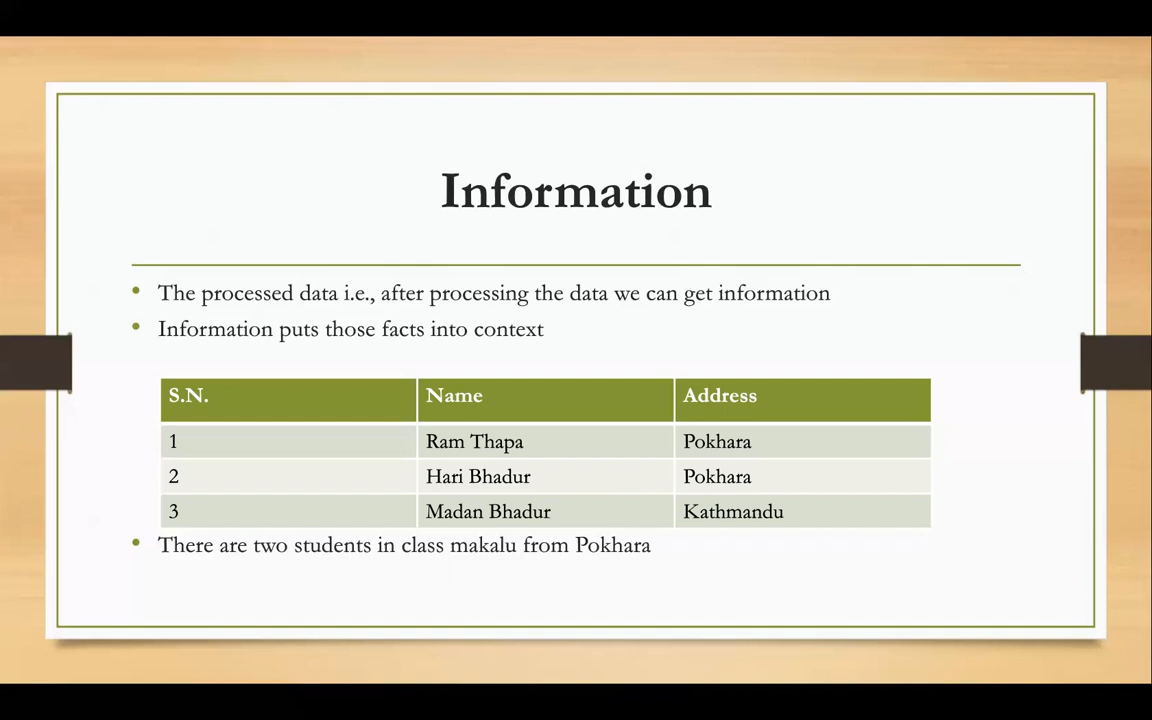 Information
• The processed data i.e., after processing the data we can get information
• Information puts those facts into context
S.N. Name Address
1 Ram Thapa Pokhara
2 Hari Bhadur Pokhara
3 Madan Bhadur Kathmandu
• There are two students in class makalu from Pokhara